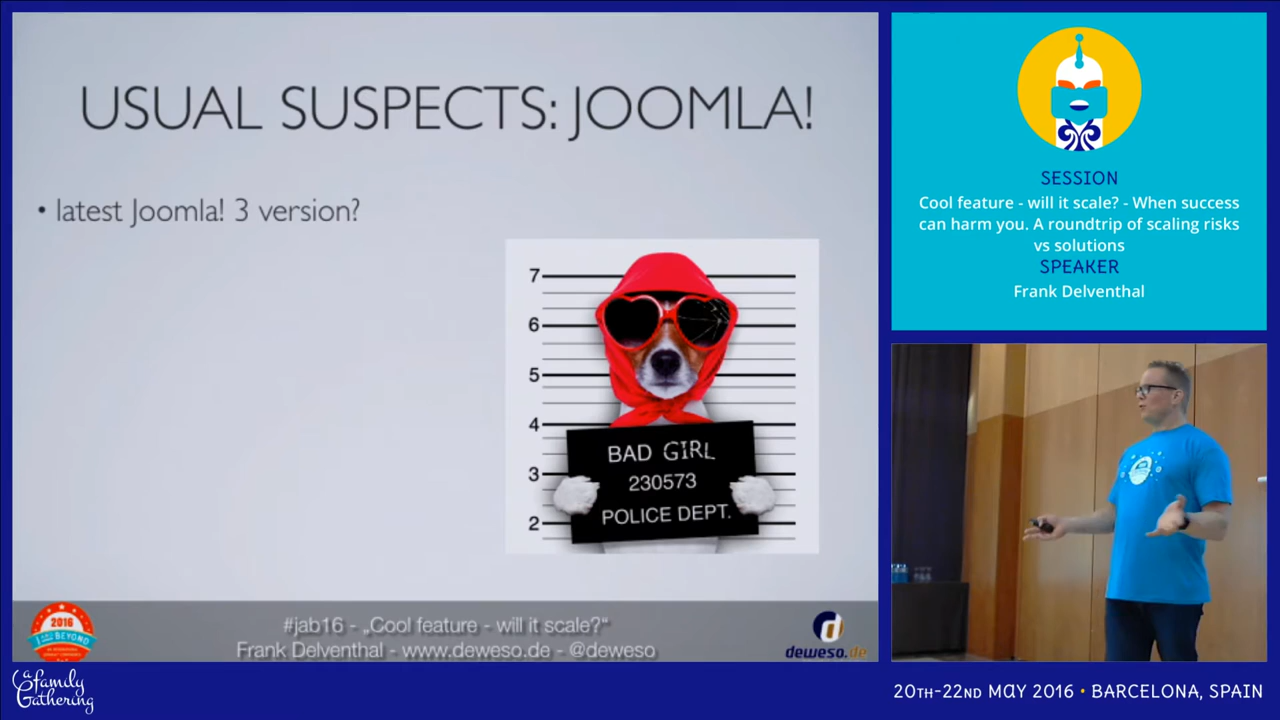 USUAL SUSPECTS: JOOMLA!
• latest Joomla! 3 version?
7
6
5
4
3
2
BAD GIRL
230573
POLICE DEPT.
#jab16 - „Cool feature - will it scale?“
Frank Delventhal - www.deweso.de - @deweso
2016
BEYOND
deweso.de
SESSION
Cool feature - will it scale? - When success
can harm you. A roundtrip of scaling risks
vs solutions
SPEAKER
Frank Delventhal
a family
Gathering
20TH-22ND MAY 2016 • BARCELONA, SPAIN